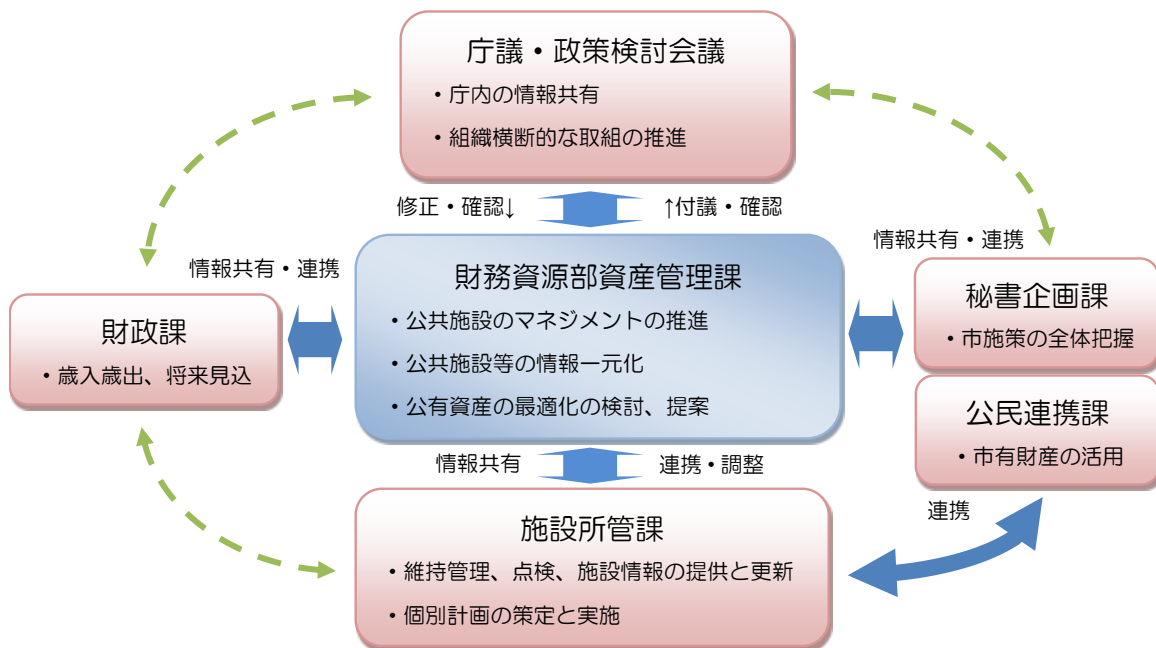 庁議・政策検討会議
・庁内の情報共有
・組織横断的な取組の推進
修正・確認↓
↑付議・確認
情報共有・連携
情報共有・連携
財務資源部資産管理課
・公共施設のマネジメントの推進
・公共施設等の情報一元化
・公有資産の最適化の検討、提案
財政課
・歳入歳出、将来見込
秘書企画課
・市施策の全体把握
公民連携課
・市有財産の活用
情報共有
連携・調整
連携
施設所管課
・維持管理、点検、施設情報の提供と更新
・個別計画の策定と実施